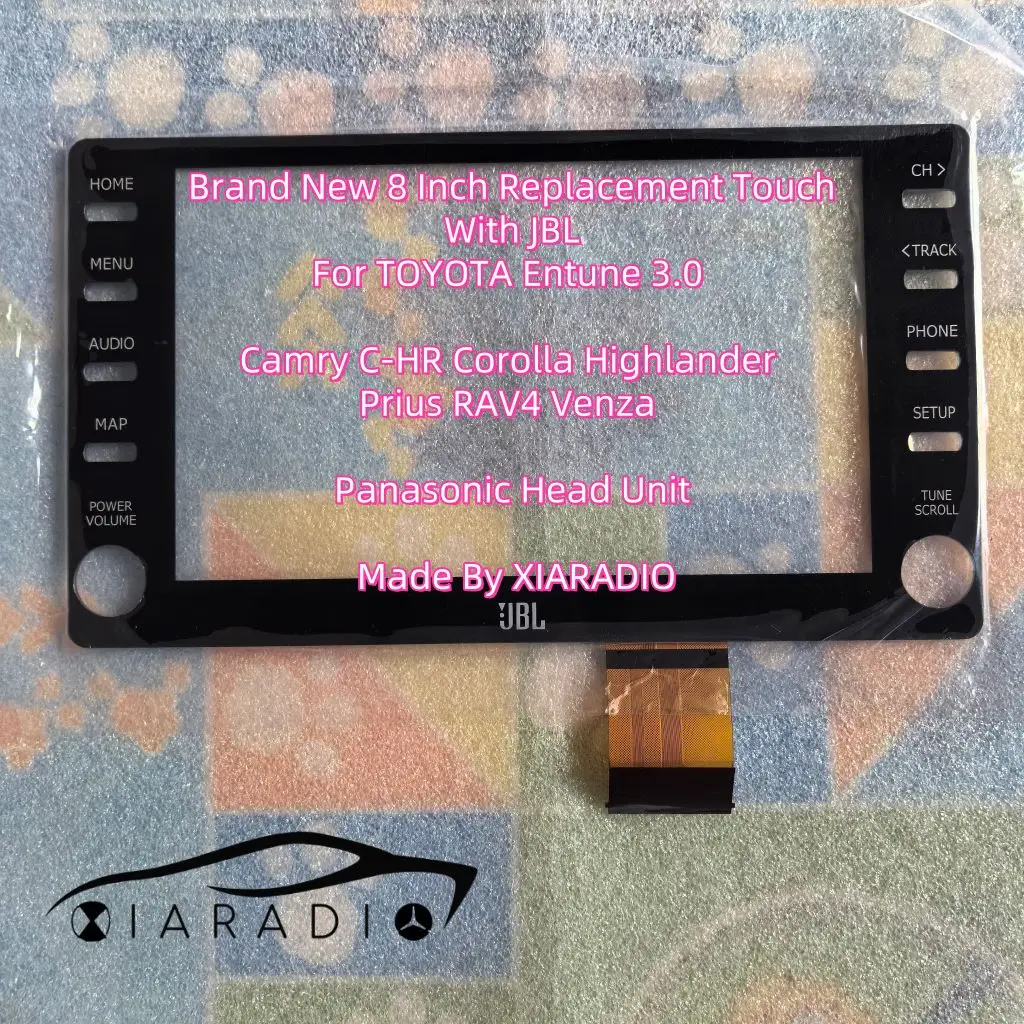 HOME
MENU
AUDIO
MAP
POWER
VOLUME
Brand New 8 Inch Replacement Touch
With JBL
For TOYOTA Entune 3.0
Camry C-HR Corolla Highlander
Prius RAV4 Venza
Panasonic Head Unit
Made By XIARADIO
JBL
CH >
<TRACK
PHONE
SETUP
TUNE
SCROLL
XIARADIO